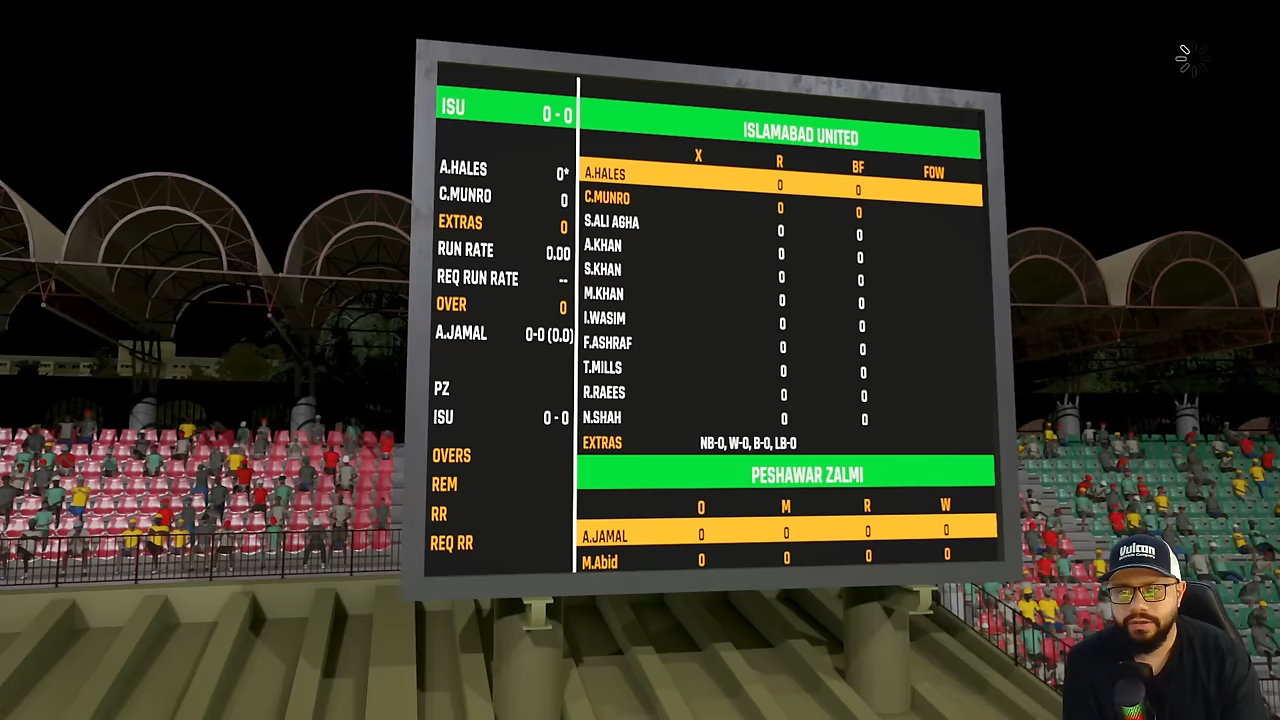 ISU 0 - 0
A.HALES 0*
C.MUNRO 0
EXTRAS 0
RUN RATE 0.00
REQ RUN RATE --
OVER 0
A.JAMAL 0-0 (0.0)
PZ
ISU 0 - 0
OVERS
REM
RR
REQ RR
ISLAMABAD UNITED
X R BF FOW
A.HALES 0 0
C.MUNRO 0 0
S.ALI AGHA 0 0
A.KHAN 0 0
S.KHAN 0 0
M.KHAN 0 0
I.WASIM 0 0
F.ASHRAF 0 0
T.MILLS 0 0
R.RAEES 0 0
N.SHAH 0 0
EXTRAS NB-0, W-0, B-0, LB-0
PESHAWAR ZALMI
O M R W
A.JAMAL 0 0 0 0
M.Abid 0 0 0 0
Vulcan